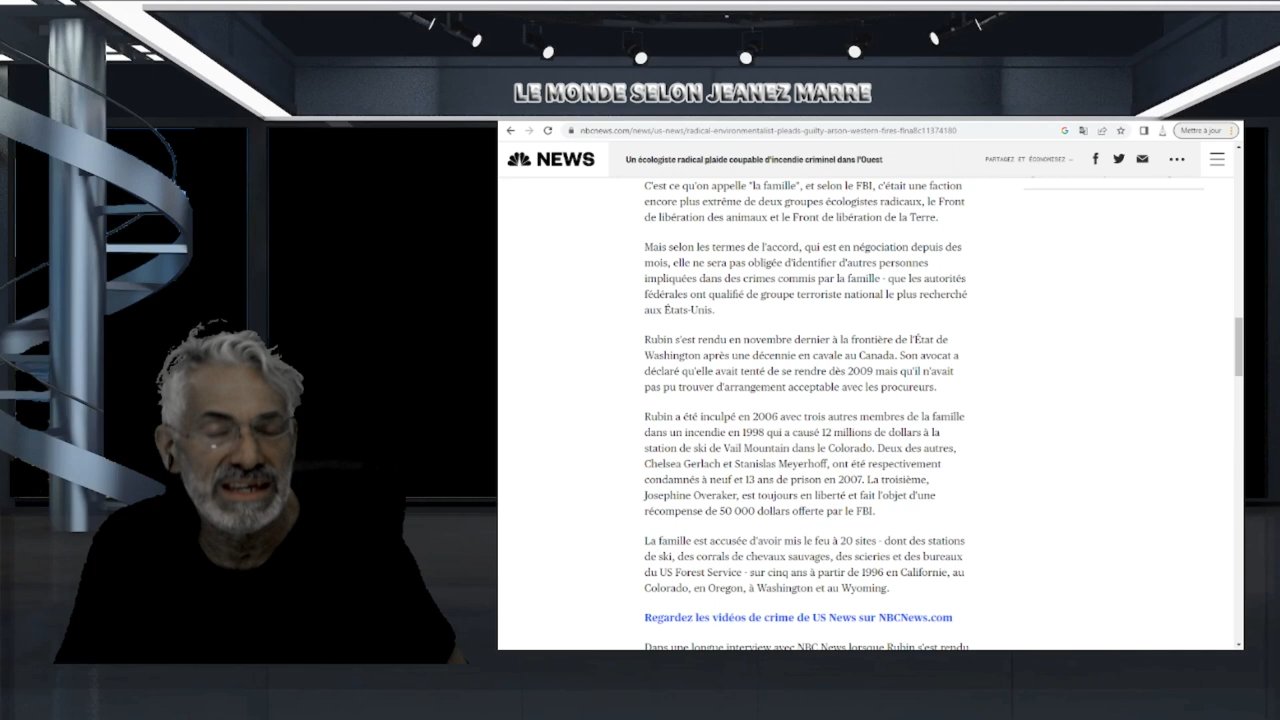 LE MONDE SELON JEANEZ MARRE
nbcnews.com/news/us-news/radical-environmentalist-pleads-guilty-arson-western-fires-flna8c11374180
Mettre à jour
NEWS
Un écologiste radical plaide coupable d'incendie criminel dans l'Ouest
PARTAGEZ ET ÉCONOMISEZ
C'est ce qu'on appelle "la famille", et selon le FBI, c'était une faction
encore plus extrême de deux groupes écologistes radicaux, le Front
de libération des animaux et le Front de libération de la Terre.
Mais selon les termes de l'accord, qui est en négociation depuis des
mois, elle ne sera pas obligée d'identifier d'autres personnes
impliquées dans des crimes commis par la famille - que les autorités
fédérales ont qualifié de groupe terroriste national le plus recherché
aux États-Unis.
Rubin s'est rendu en novembre dernier à la frontière de l'État de
Washington après une décennie en cavale au Canada. Son avocat a
déclaré qu'elle avait tenté de se rendre dès 2009 mais qu'il n'avait
pas pu trouver d'arrangement acceptable avec les procureurs.
Rubin a été inculpé en 2006 avec trois autres membres de la famille
dans un incendie en 1998 qui a causé 12 millions de dollars à la
station de ski de Vail Mountain dans le Colorado. Deux des autres,
Chelsea Gerlach et Stanislas Meyerhoff, ont été respectivement
condamnés à neuf et 13 ans de prison en 2007. La troisième,
Josephine Overaker, est toujours en liberté et fait l'objet d'une
récompense de 50 000 dollars offerte par le FBI.
La famille est accusée d'avoir mis le feu à 20 sites - dont des stations
de ski, des corrals de chevaux sauvages, des scieries et des bureaux
du US Forest Service - sur cinq ans à partir de 1996 en Californie, au
Colorado, en Oregon, à Washington et au Wyoming.
Regardez les vidéos de crime de US News sur NBCNews.com
Dans une longue interview avec NBC News lorsque Rubin s'est rendu